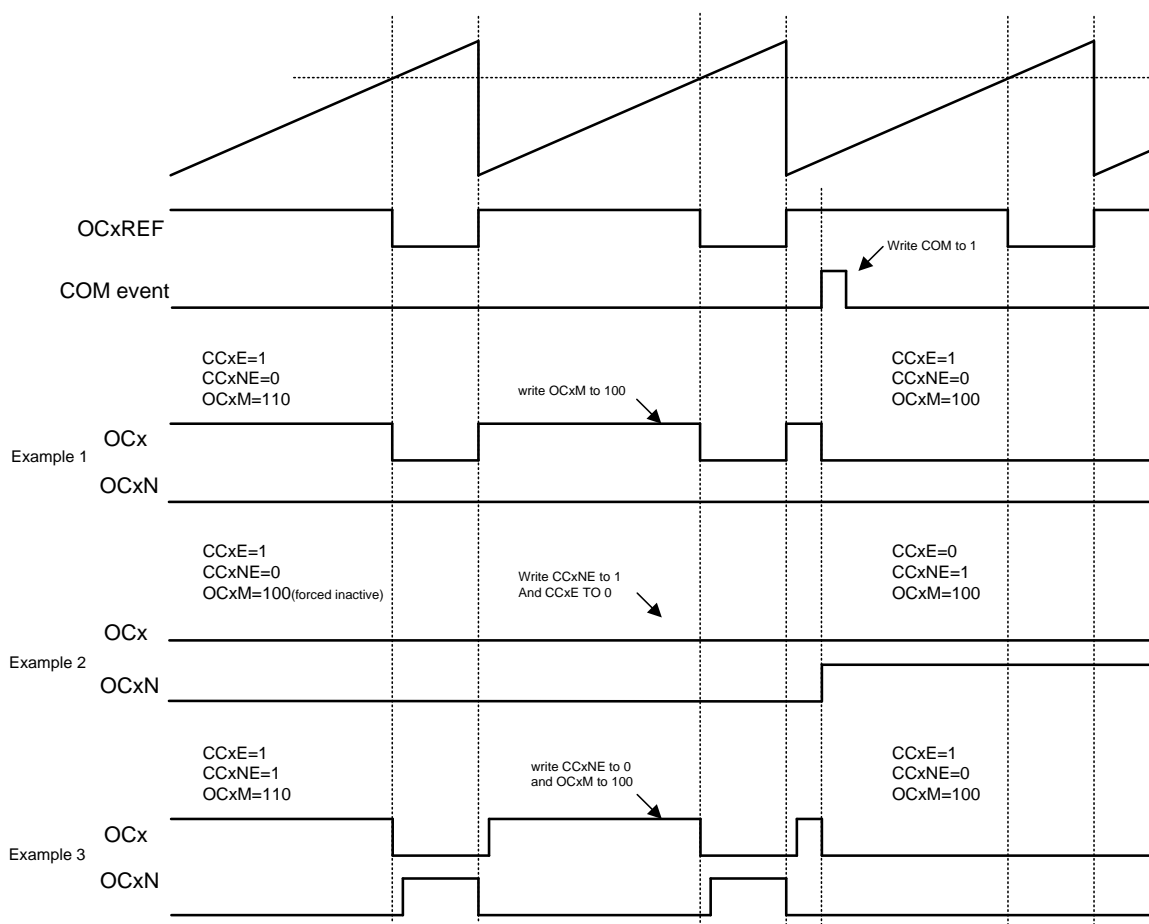 OCxREF
Write COM to 1
COM event
CCxE=1
CCxNE=0
OCxM=110
write OCxM to 100
CCxE=1
CCxNE=0
OCxM=100
OCx
Example 1
OCxN
CCxE=1
CCxNE=0
OCxM=100(forced inactive)
Write CCxNE to 1
And CCxE TO 0
CCxE=0
CCxNE=1
OCxM=100
OCx
Example 2
OCxN
CCxE=1
CCxNE=1
OCxM=110
write CCxNE to 0
and OCxM to 100
CCxE=1
CCxNE=0
OCxM=100
OCx
Example 3
OCxN